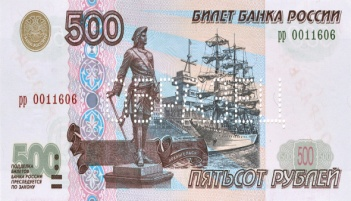 500
БИЛЕТ БАНКА РОССИИ
рр 0011606
рр 0011606
500
ПОДДЕЛКА
БИЛЕТОВ
БАНКА РОССИИ
ПРЕСЛЕДУЕТСЯ
ПО ЗАКОНУ
500
ПЯТЬСОТ РУБЛЕЙ